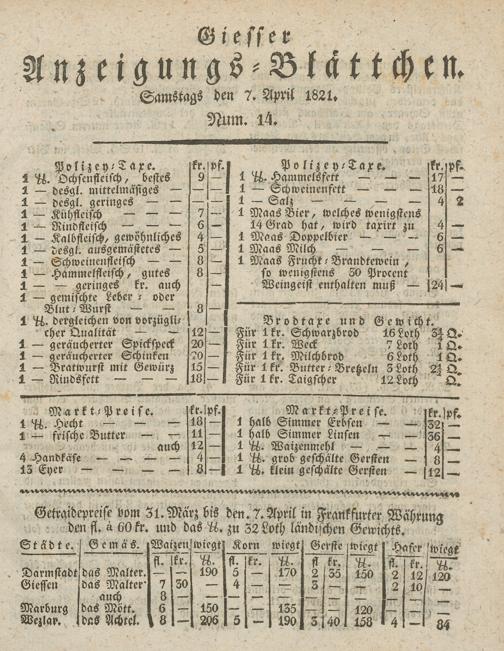 Giesser
Anzeigungs-Blättchen.
Samstags den 7. April 1821.
Num. 14.
Polizey-Taxe. kr. pf.
1 ℔. Ochsenfleisch, bestes 9 —
1 — desgl. mittelmäsiges — — —
1 — desgl. geringes — — —
1 — Kühfleisch — — 7 —
1 — Rindfleisch — — 6 —
1 — Kalbfleisch, gewöhnliches 4 —
1 — desgl. ausgemästetes — 5 —
1 — Schweinenfleisch — 8 —
1 — Hammelsfleisch, gutes 8 —
1 — — geringes kr. auch — —
1 — gemischte Leber- oder
Blut-Wurst — — 8 —
1 ℔. dergleichen von vorzügli-
cher Qualität — 12 —
1 — geräucherter Spickspeck 20 —
1 — geräucherter Schinken 20 —
1 — Bratwurst mit Gewürz 15 —
1 — Rindsfett — — 18 —
Polizey-Taxe. kr. pf.
1 ℔. Hammelsfett — — — 17 —
1 — Schweinenfett — — — 18 —
1 — Salz — — — — 4 2
1 Maas Bier, welches wenigstens
14 Grad hat, wird taxirt zu 4 —
1 Maas Doppelbier — — 6 —
1 Maas Milch — — — 6 —
1 Maas Frucht-Brandtewein,
so wenigstens 50 Procent
Weingeist enthalten muß — 24 —
Brodtaxe und Gewicht.
Für 1 kr. Schwarzbrod 16 Loth 3¾ Q.
Für 1 kr. Weck 7 Loth 1 Q.
Für 1 kr. Milchbrod 6 Loth 1 Q.
Für 1 kr. Butter-Bretzeln 3 Loth 2¾ Q.
Für 1 kr. Taigscher 12 Loth Q.
Markt-Preise. kr. pf.
1 ℔. Hecht — — — 18 —
1 — frische Butter — — 11 —
auch 12 —
4 Handkäse — — — 4 —
13 Eyer — — — — 8 —
Markt-Preise. kr. pf.
1 halb Simmer Erbsen — — 32 —
1 halb Simmer Linsen — — 36 —
1 ℔. Waizenmehl — — 4 —
1 ℔. grob geschälte Gersten — 8 —
1 ℔. klein geschälte Gersten — 12 —
Getraidepreise vom 31. März bis den 7. April in Frankfurter Währung
den fl. à 60 kr. und das ℔. zu 32 Loth ländischen Gewichts.
Städte. Gemäs. Waizen wiegt Korn wiegt Gerste wiegt Hafer wiegt
fl. kr. ℔. fl. kr. ℔. fl. kr. ℔. fl. kr. ℔.
Darmstadt das Malter. — — 190 5 — 170 2 35 150 2 12 120
Giessen das Malter. 7 30 4 — 3 — 2 10 —
auch 8 —
Marburg das Mött. 6 — 150 135 120
Wezlar. das Achtel. 8 — 206 5 — 190 3 40 158 4 — 84